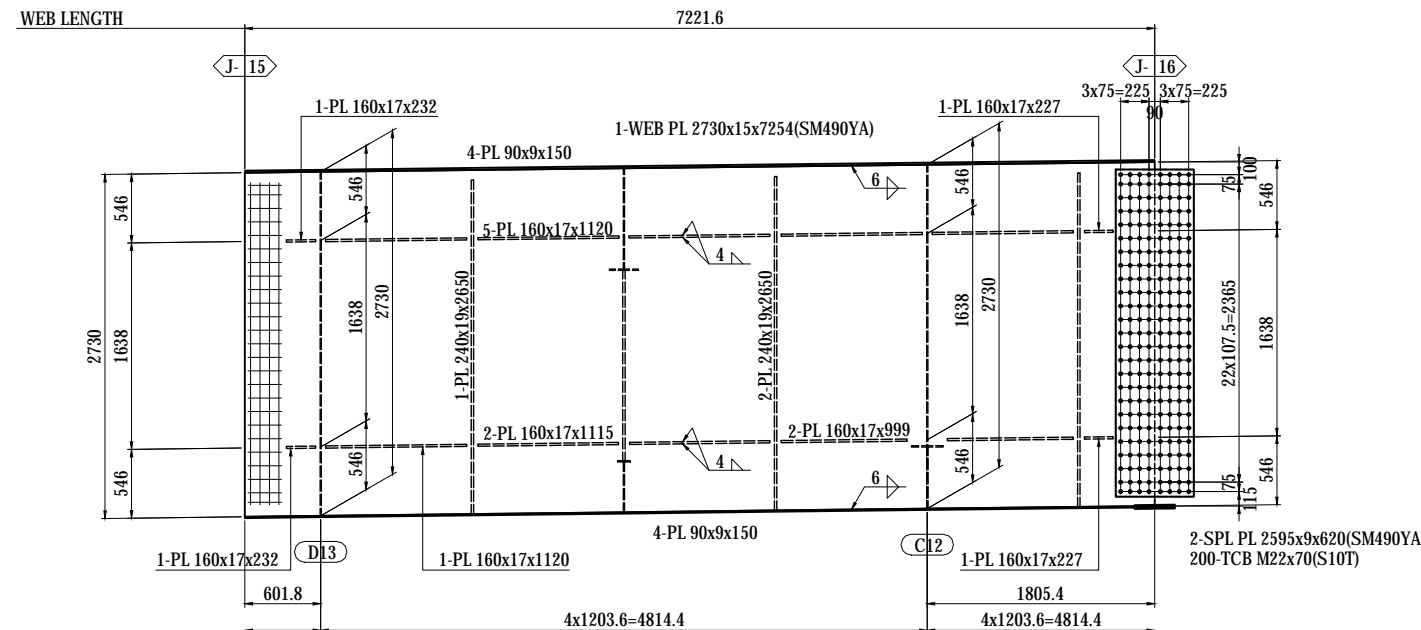 WEB LENGTH
7221.6
J- 15
J- 16
3x75=225
3x75=225
90
1-PL 160x17x232
1-PL 160x17x227
1-WEB PL 2730x15x7254(SM490YA)
4-PL 90x9x150
6
100
75
546
546
546
546
5-PL 160x17x1120
4
2730
1638
1638
2730
1-PL 240x19x2650
2-PL 240x19x2650
1638
2730
22x107.5=2365
1638
2-PL 160x17x1115
2-PL 160x17x999
4
546
546
546
546
6
75
115
4-PL 90x9x150
D13
C12
1-PL 160x17x232
1-PL 160x17x1120
1-PL 160x17x227
2-SPL PL 2595x9x620(SM490YA
200-TCB M22x70(S10T)
601.8
1805.4
4x1203.6=4814.4
4x1203.6=4814.4